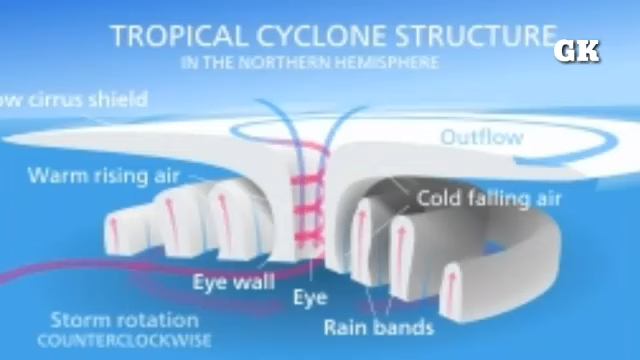 TROPICAL CYCLONE STRUCTURE
GK
IN THE NORTHERN HEMISPHERE
cirrus shield
Outflow
Warm rising air
Cold falling air
Eye wall
Eye
Rain bands
Storm rotation
COUNTERCLOCKWISE